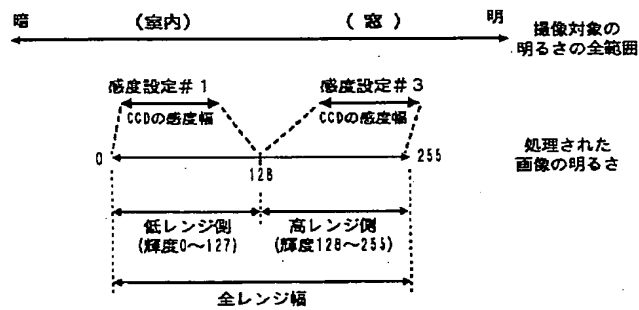 暗 (室内) (窓) 明
撮像対象の
明るさの全範囲
感度設定#1 感度設定#3
CCDの感度幅 CCDの感度幅
0 128 255
処理された
画像の明るさ
低レンジ側 高レンジ側
(輝度0～127) (輝度128～255)
全レンジ幅